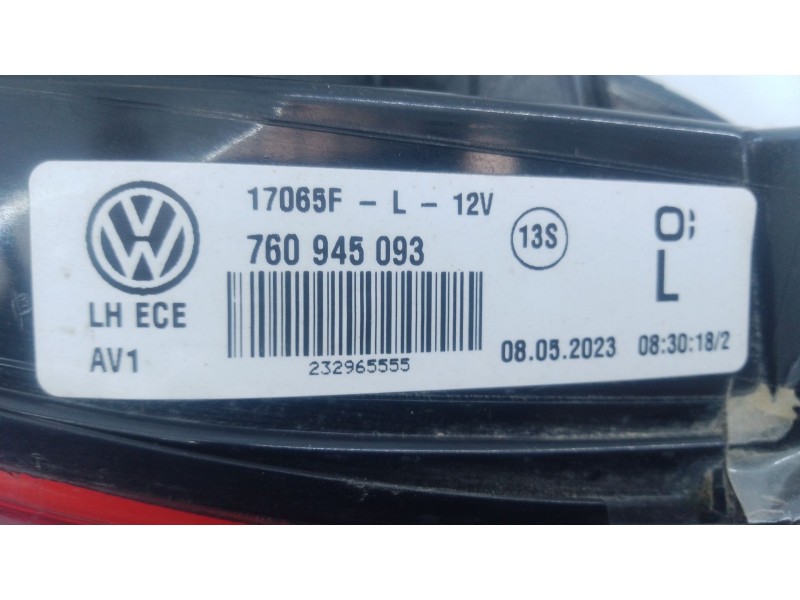 17065F - L - 12V
760 945 093
13S
LH ECE
AV1
232965555
08.05.2023 08:30:18/2
L